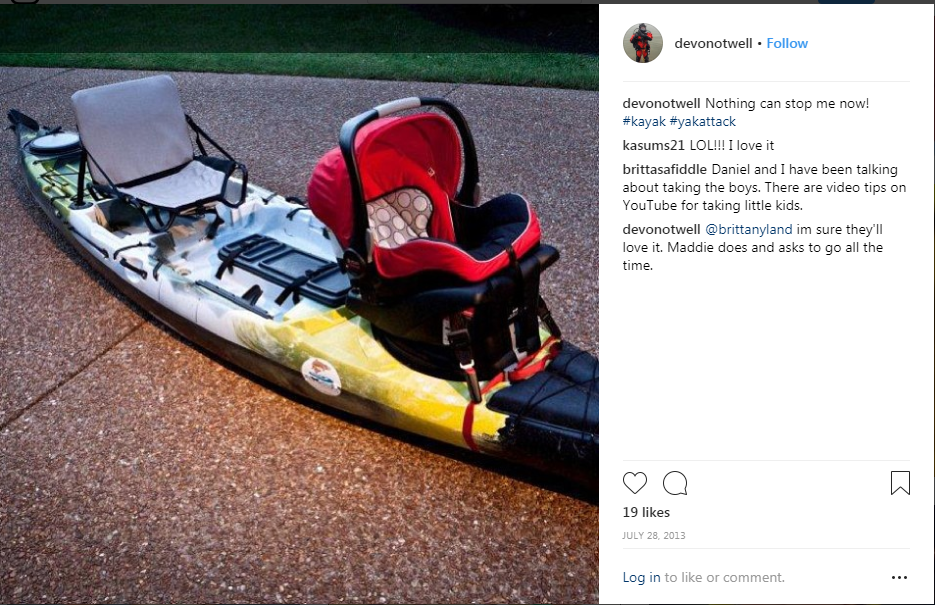 devonotwell • Follow
devonotwell Nothing can stop me now!
#kayak #yakattack
kasums21 LOL!!! I love it
brittasafiddle Daniel and I have been talking
about taking the boys. There are video tips on
YouTube for taking little kids.
devonotwell @brittanyland im sure they'll
love it. Maddie does and asks to go all the
time.
19 likes
JULY 28, 2013
Log in to like or comment.